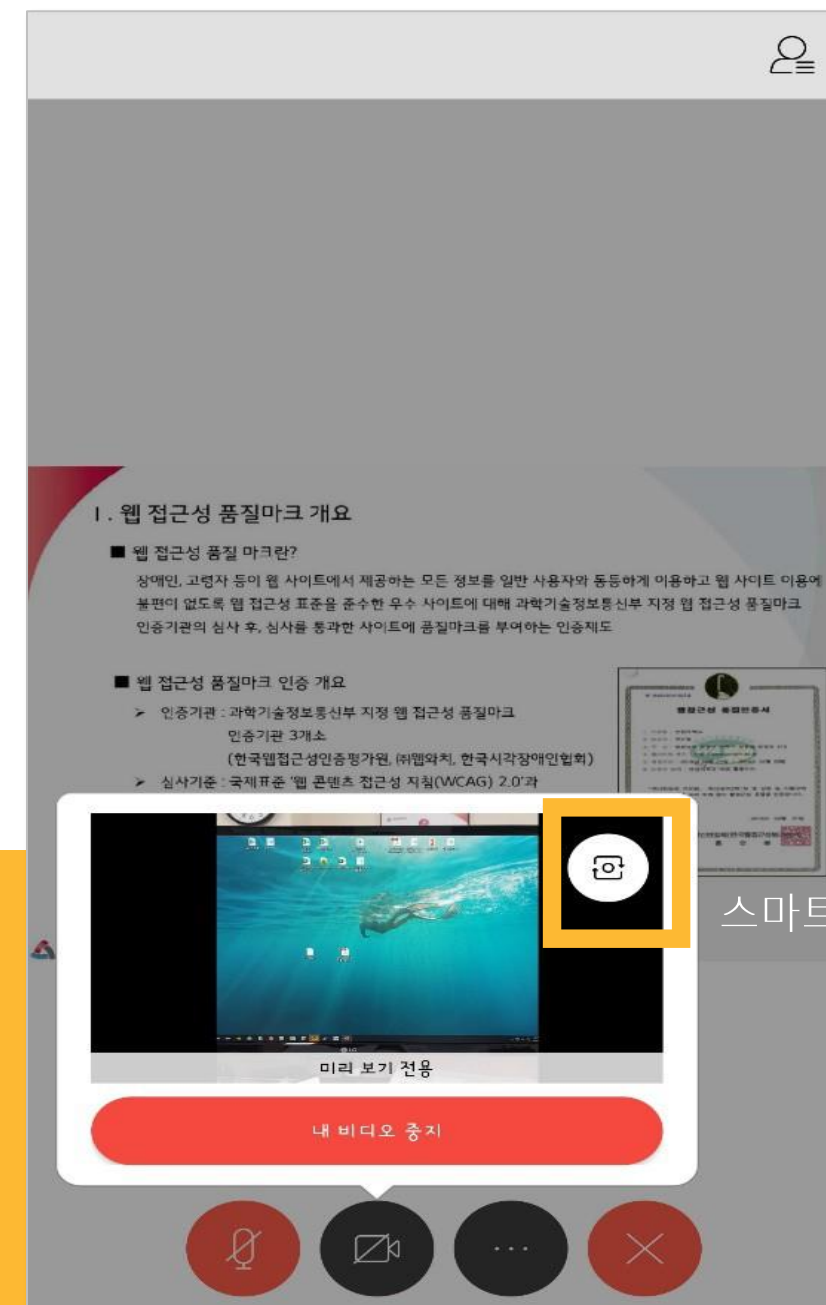 Ⅰ. 웹 접근성 품질마크 개요
■ 웹 접근성 품질 마크란?
장애인, 고령자 등이 웹 사이트에서 제공하는 모든 정보를 일반 사용자와 동등하게 이용하고 웹 사이트 이용에
불편이 없도록 웹 접근성 표준을 준수한 우수 사이트에 대해 과학기술정보통신부 지정 웹 접근성 품질마크
인증기관의 심사 후, 심사를 통과한 사이트에 품질마크를 부여하는 인증제도
■ 웹 접근성 품질마크 인증 개요
➢ 인증기관 : 과학기술정보통신부 지정 웹 접근성 품질마크
인증기관 3개소
(한국웹접근성인증평가원, ㈜웹와치, 한국시각장애인협회)
➢ 심사기준 : 국제표준 '웹 콘텐츠 접근성 지침(WCAG) 2.0'과
웹접근성 품질인증서
스마트
LG
미리 보기 전용
내 비디오 중지